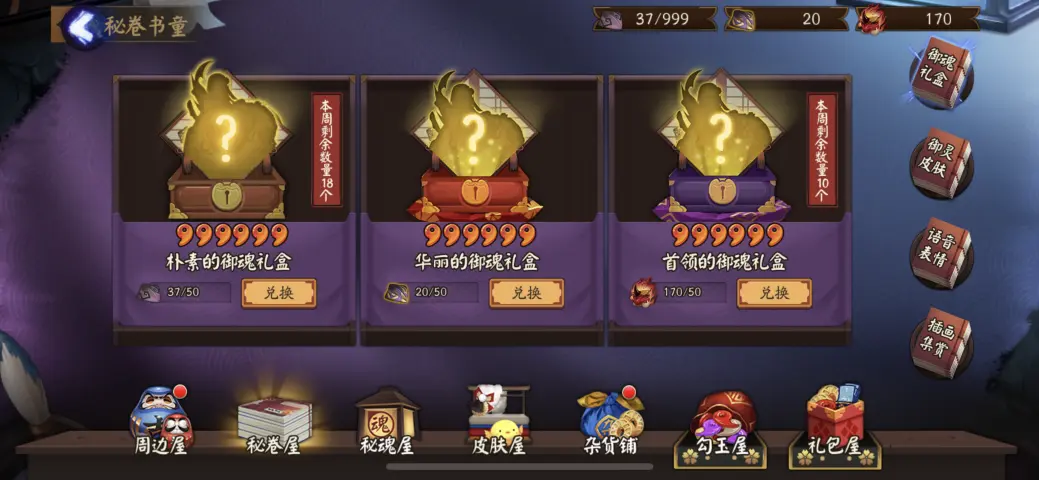 秘卷书童
37/999
20
170
本周剩余数量18个
本周剩余数量10个
朴素的御魂礼盒
华丽的御魂礼盒
首领的御魂礼盒
37/50
兑换
20/50
兑换
170/50
兑换
御魂
礼盒
御灵
皮肤
语音
表情
插画
集赏
魂
周边屋
秘卷屋
秘魂屋
皮肤屋
杂货铺
勾玉屋
礼包屋